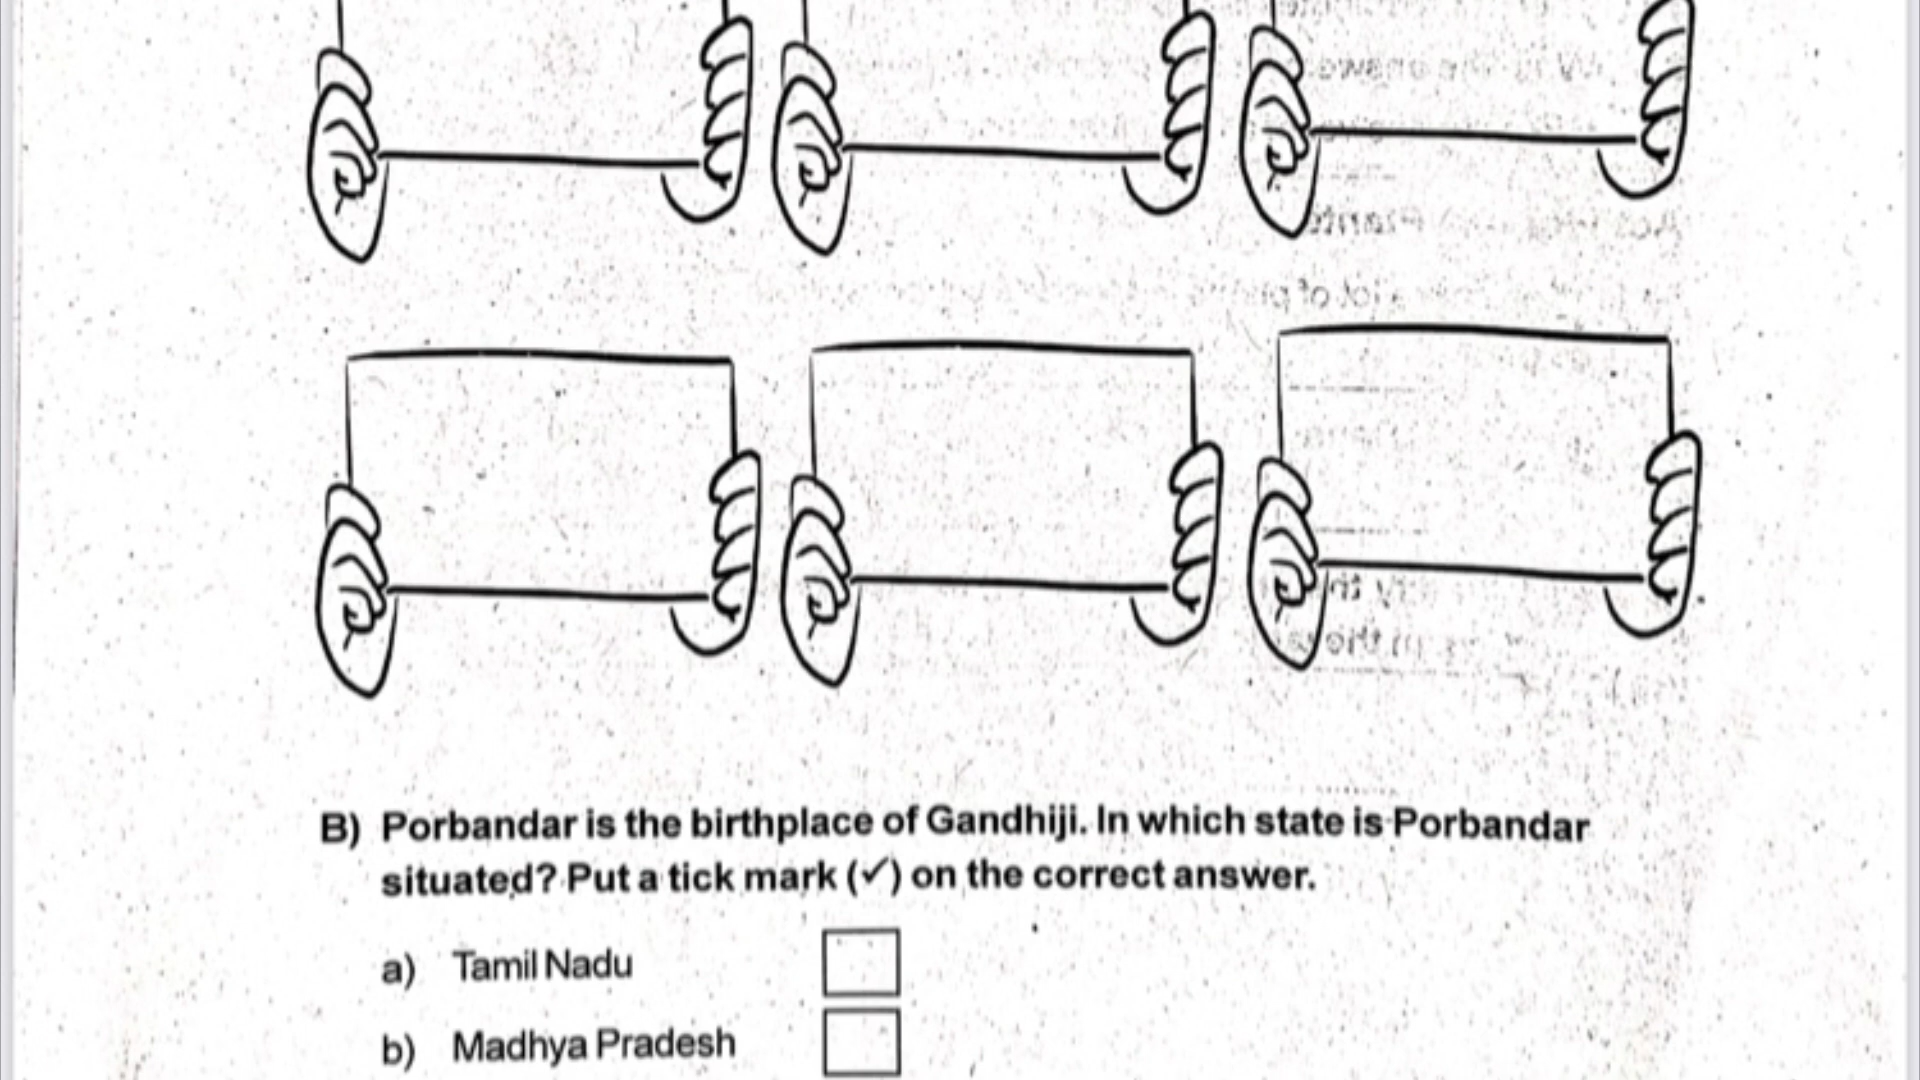 B) Porbandar is the birthplace of Gandhiji. In which state is Porbandar
situated? Put a tick mark (✓) on the correct answer.
a) Tamil Nadu
b) Madhya Pradesh